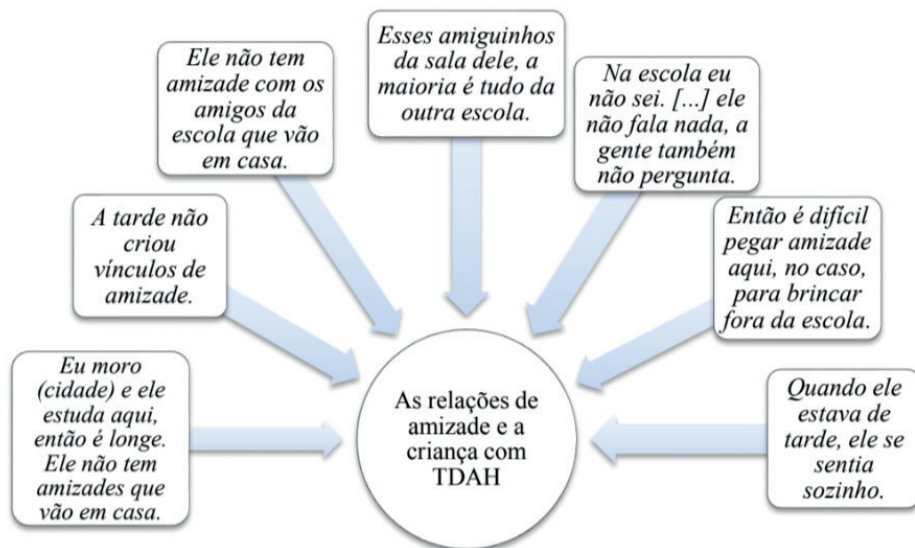 Eu moro
(cidade) e ele
estuda aqui,
então é longe.
Ele não tem
amizades que
vão em casa.
A tarde não
criou
vínculos de
amizade.
Ele não tem
amizade com os
amigos da
escola que vão
em casa.
Esses amiguinhos
da sala dele, a
maioria é tudo da
outra escola.
Na escola eu
não sei. [...] ele
não fala nada, a
gente também
não pergunta.
Então é difícil
pegar amizade
aqui, no caso,
para brincar
fora da escola.
Quando ele
estava de
tarde, ele se
sentia
sozinho.
As relações de
amizade e a
criança com
TDAH